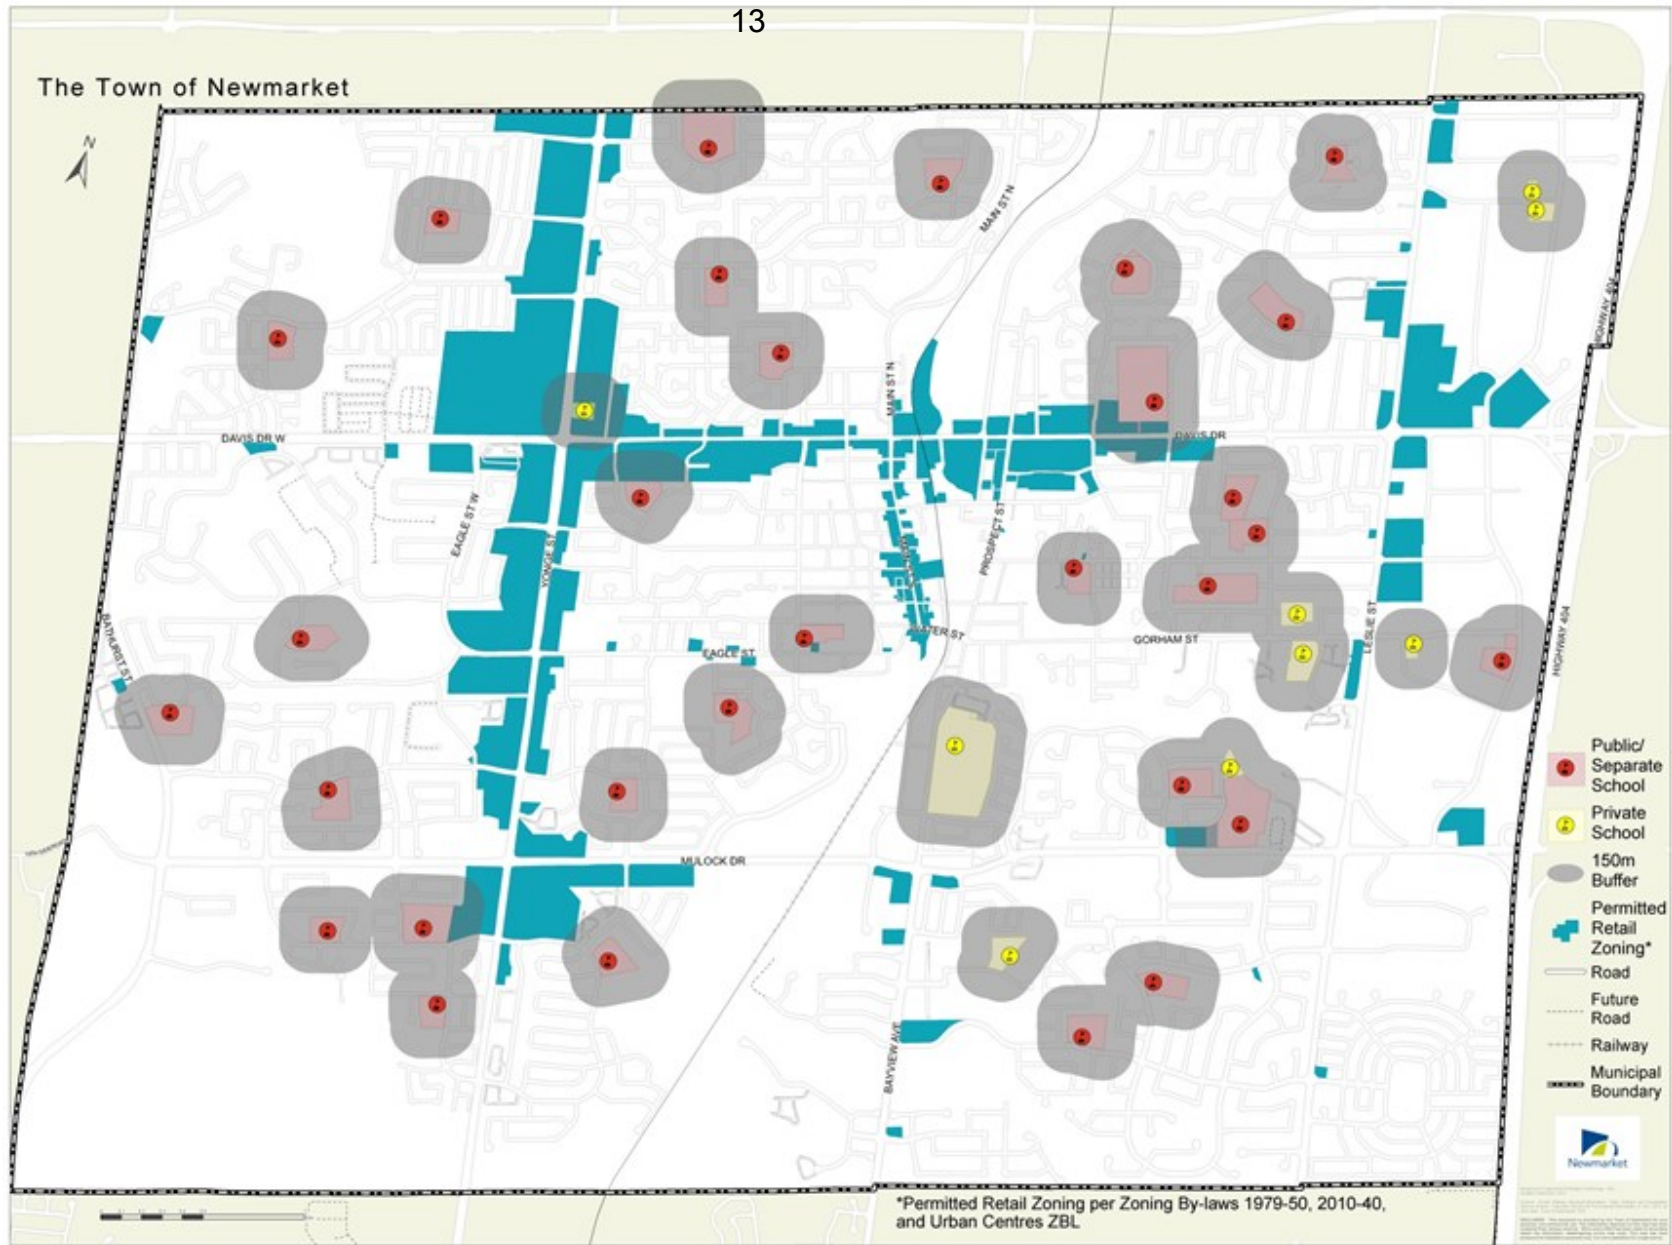 13
The Town of Newmarket
N
MAIN ST N
HIGHWAY 404
MAIN ST N
DAVIS DR W
DAVIS DR
EAGLE ST W
YONGE ST
PROSPECT ST
BATHURST ST
WATER ST
GORHAM ST
LESLIE ST
HIGHWAY 404
EAGLE ST
MULOCK DR
BAYVIEW AVE
Public/
Separate
School
Private
School
150m
Buffer
Permitted
Retail
Zoning*
Road
Future
Road
Railway
Municipal
Boundary
Newmarket
*Permitted Retail Zoning per Zoning By-laws 1979-50, 2010-40,
and Urban Centres ZBL